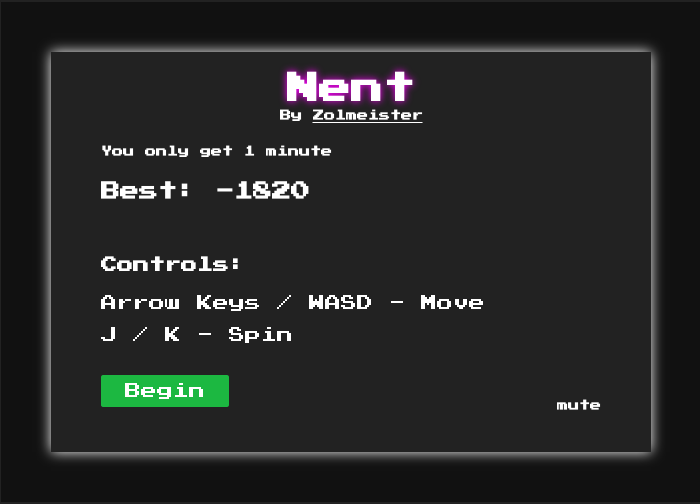 Nent
By Zolmeister
You only get 1 minute
Best: -1820
Controls:
Arrow Keys / WASD - Move
J / K - Spin
Begin
mute